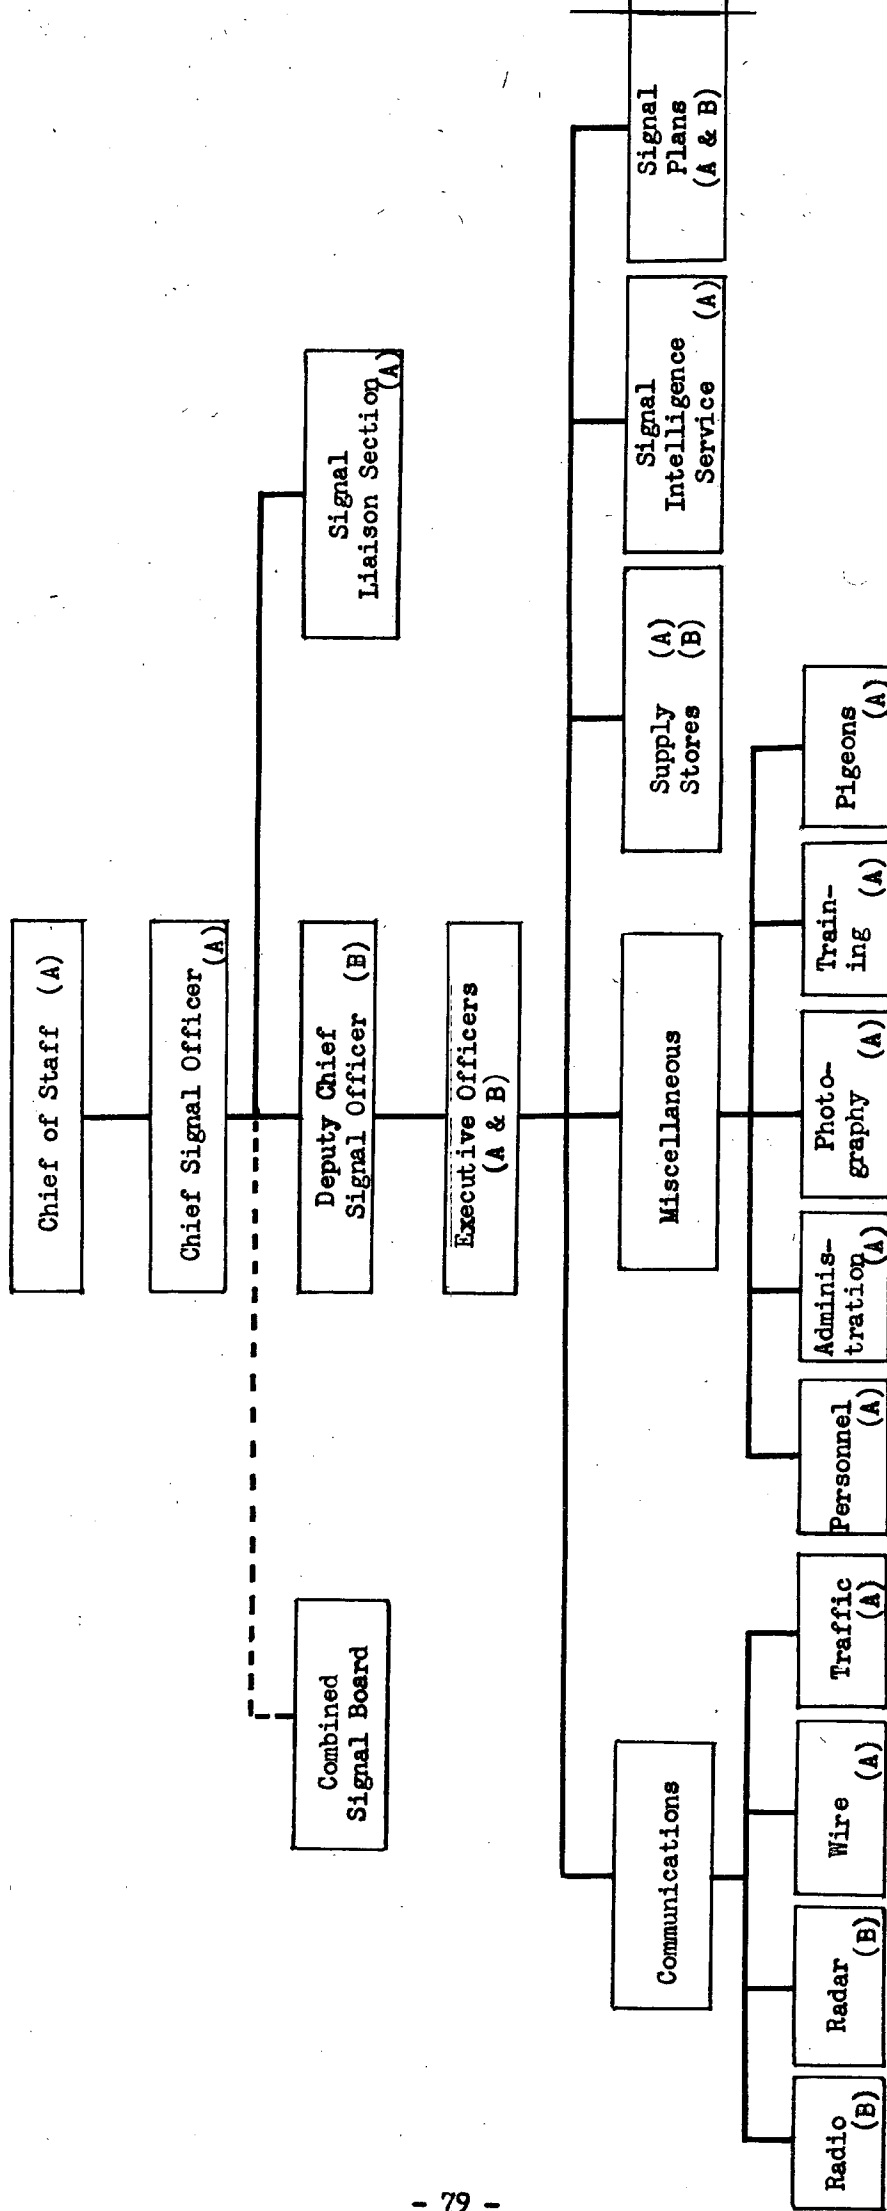 Chief of Staff (A)
Chief Signal Officer (A)
Combined
Signal Board
Signal
Liaison Section (A)
Deputy Chief
Signal Officer (B)
Executive Officers
(A & B)
Communications
Miscellaneous
Supply (A)
Stores (B)
Signal
Intelligence
Service (A)
Signal
Plans
(A & B)
Radio
(B)
Radar
(B)
Wire (A)
Traffic
(A)
Personnel
(A)
Adminis-
tration (A)
Photo-
graphy (A)
Train-
ing (A)
Pigeons
(A)
- 79 -